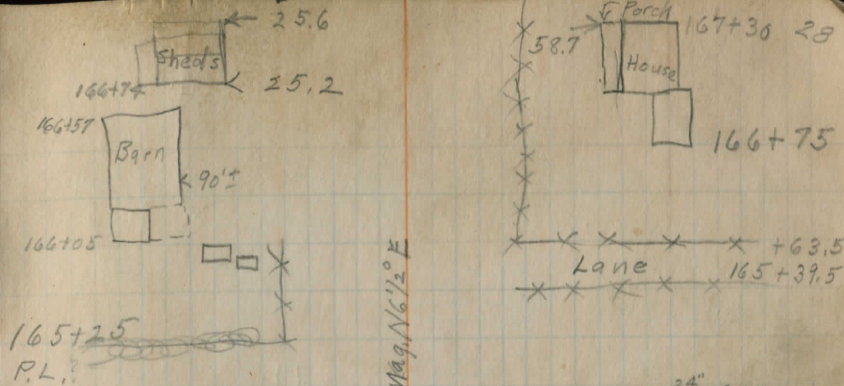 25.6
Sheds
25.2
166+74
166+57
Barn
90'±
166+05
165+25
P.L.
Mag. N6½° E
Porch
58.7
167+30 28
House
166+75
+63.5
Lane
165+39.5
24"